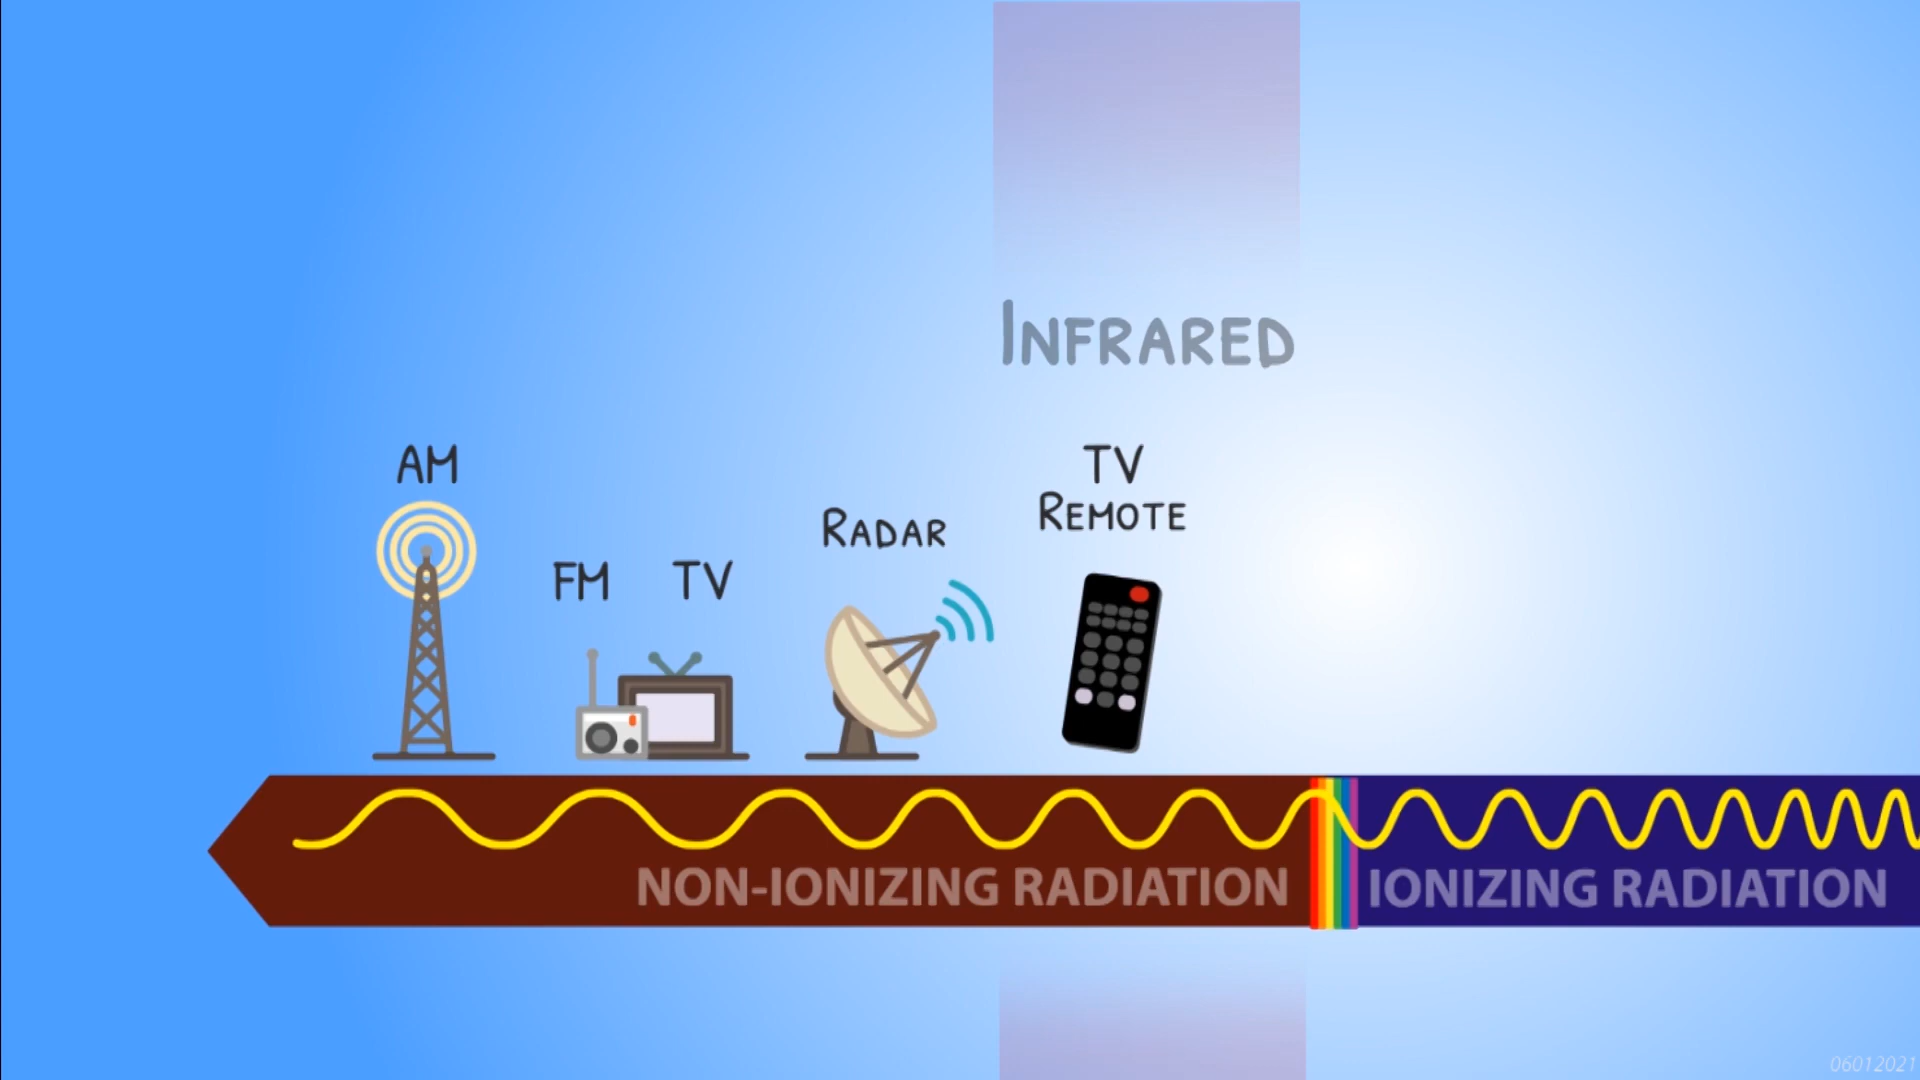 INFRARED
AM
TV
REMOTE
RADAR
FM
TV
NON-IONIZING RADIATION
IONIZING RADIATION
06012021